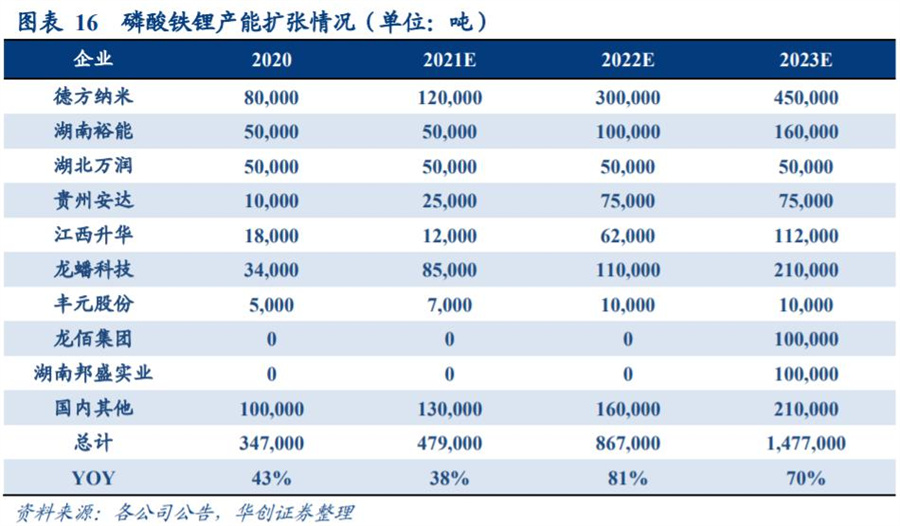 图表 16 磷酸铁锂产能扩张情况（单位：吨）
企业 2020 2021E 2022E 2023E
德方纳米 80,000 120,000 300,000 450,000
湖南裕能 50,000 50,000 100,000 160,000
湖北万润 50,000 50,000 50,000 50,000
贵州安达 10,000 25,000 75,000 75,000
江西升华 18,000 12,000 62,000 112,000
龙蟠科技 34,000 85,000 110,000 210,000
丰元股份 5,000 7,000 10,000 10,000
龙佰集团 0 0 0 100,000
湖南邦盛实业 0 0 0 100,000
国内其他 100,000 130,000 160,000 210,000
总计 347,000 479,000 867,000 1,477,000
YOY 43% 38% 81% 70%
资料来源：各公司公告，华创证券整理